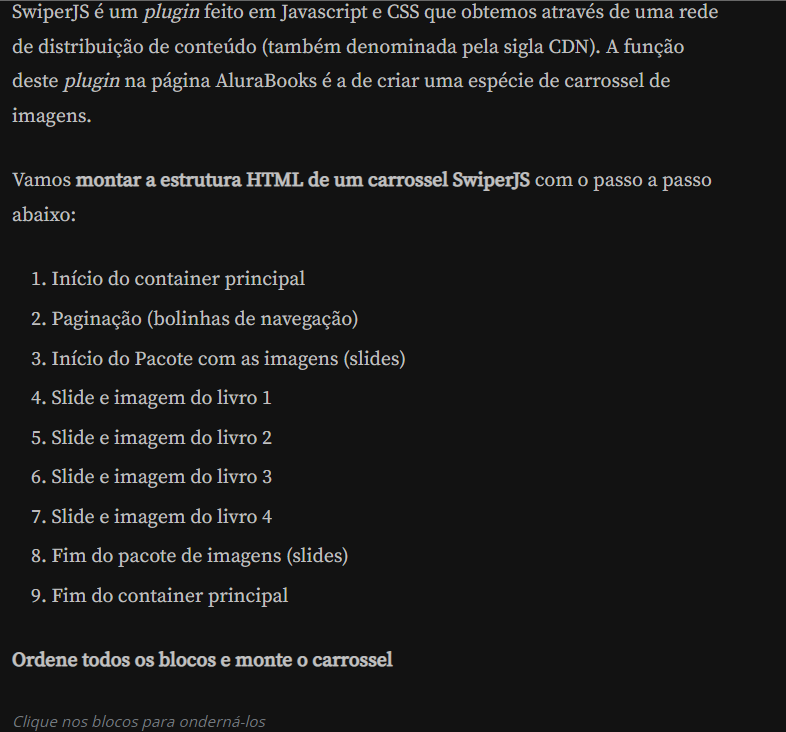 SwiperJS é um plugin feito em Javascript e CSS que obtemos através de uma rede
de distribuição de conteúdo (também denominada pela sigla CDN). A função
deste plugin na página AluraBooks é a de criar uma espécie de carrossel de
imagens.
Vamos montar a estrutura HTML de um carrossel SwiperJS com o passo a passo
abaixo:
1. Início do container principal
2. Paginação (bolinhas de navegação)
3. Início do Pacote com as imagens (slides)
4. Slide e imagem do livro 1
5. Slide e imagem do livro 2
6. Slide e imagem do livro 3
7. Slide e imagem do livro 4
8. Fim do pacote de imagens (slides)
9. Fim do container principal
Ordene todos os blocos e monte o carrossel
Clique nos blocos para onderná-los